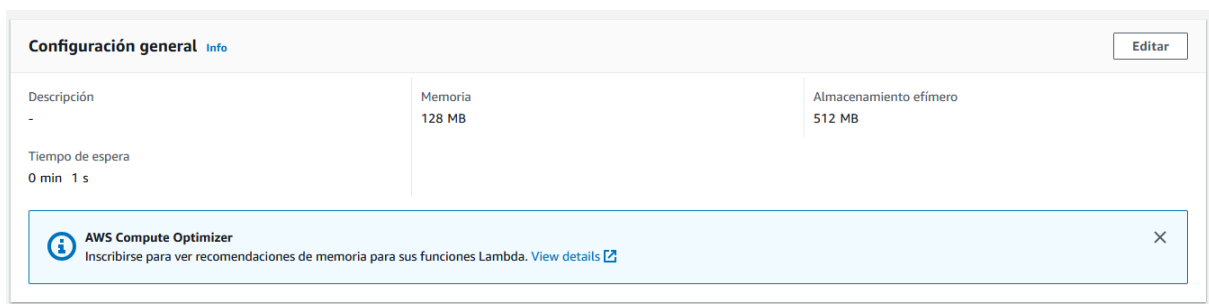 Configuración general Info
Editar
Descripción
-
Memoria
128 MB
Almacenamiento efímero
512 MB
Tiempo de espera
0 min 1 s
AWS Compute Optimizer
Inscribirse para ver recomendaciones de memoria para sus funciones Lambda. View details